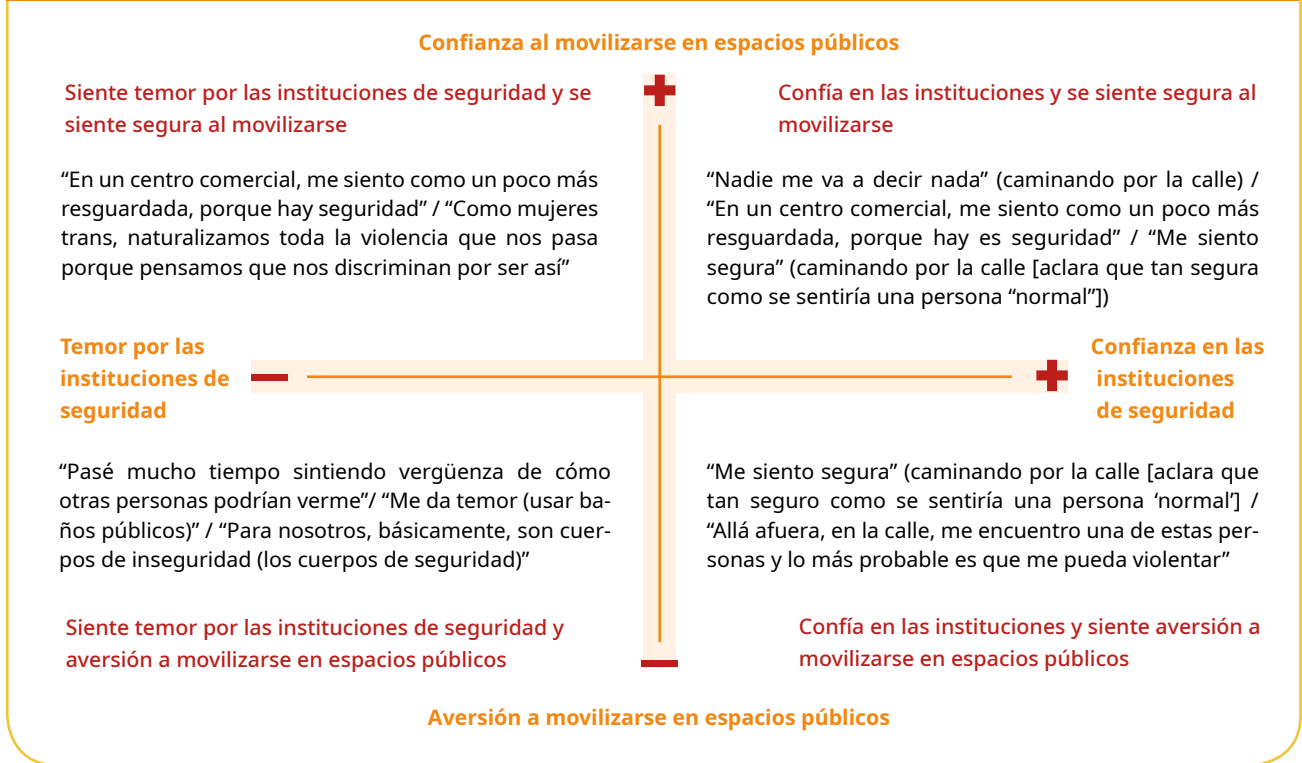 Confianza al movilizarse en espacios públicos
Siente temor por las instituciones de seguridad y se
siente segura al movilizarse
“En un centro comercial, me siento como un poco más
resguardada, porque hay seguridad” / “Como mujeres
trans, naturalizamos toda la violencia que nos pasa
porque pensamos que nos discriminan por ser así”
Confía en las instituciones y se siente segura al
movilizarse
“Nadie me va a decir nada” (caminando por la calle) /
“En un centro comercial, me siento como un poco más
resguardada, porque hay es seguridad” / “Me siento
segura” (caminando por la calle [aclara que tan segura
como se sentiría una persona “normal”])
Temor por las
instituciones de
seguridad
Confianza en las
instituciones
de seguridad
“Pasé mucho tiempo sintiendo vergüenza de cómo
otras personas podrían verme”/ “Me da temor (usar ba-
ños públicos)” / “Para nosotros, básicamente, son cuer-
pos de inseguridad (los cuerpos de seguridad)”
Siente temor por las instituciones de seguridad y
aversión a movilizarse en espacios públicos
“Me siento segura” (caminando por la calle [aclara que
tan seguro como se sentiría una persona ‘normal’] /
“Allá afuera, en la calle, me encuentro una de estas per-
sonas y lo más probable es que me pueda violentar”
Confía en las instituciones y siente aversión a
movilizarse en espacios públicos
Aversión a movilizarse en espacios públicos